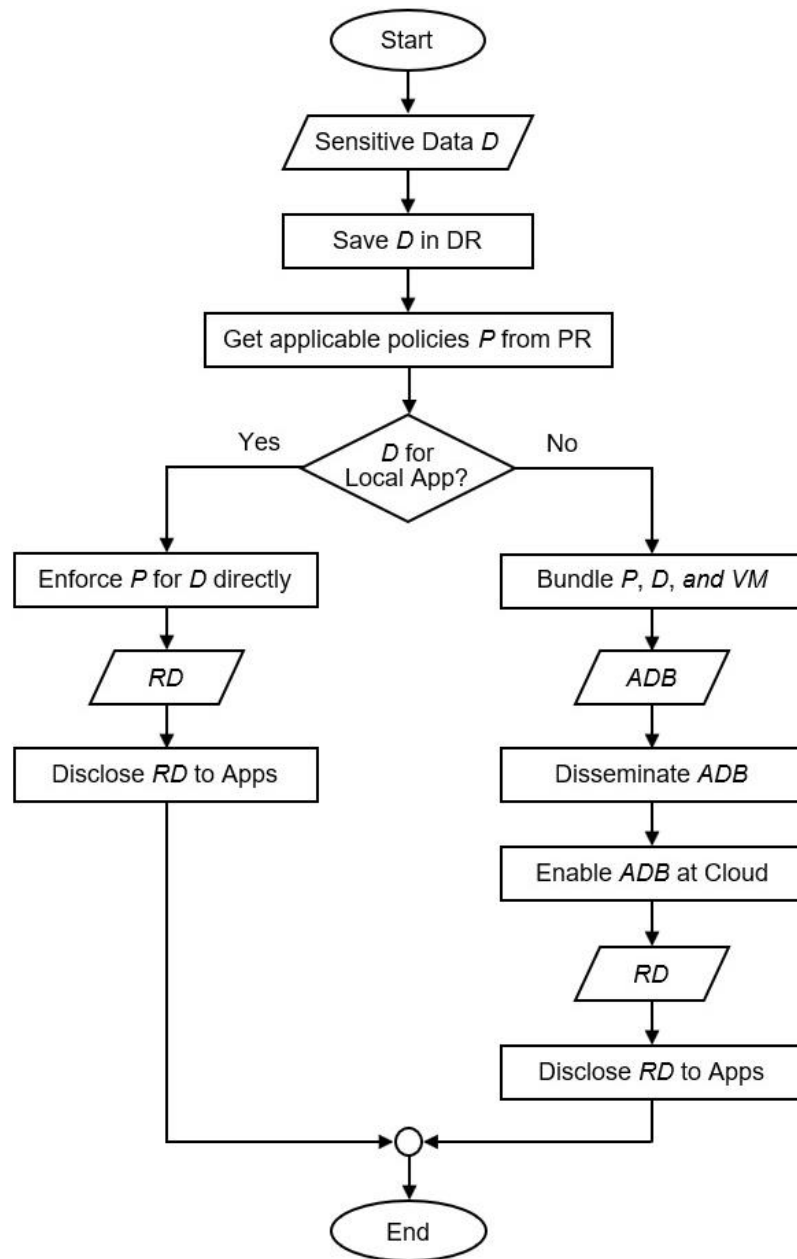 Start
Sensitive Data D
Save D in DR
Get applicable policies P from PR
D for
Local App?
Yes
No
Enforce P for D directly
RD
Disclose RD to Apps
Bundle P, D, and VM
ADB
Disseminate ADB
Enable ADB at Cloud
RD
Disclose RD to Apps
End